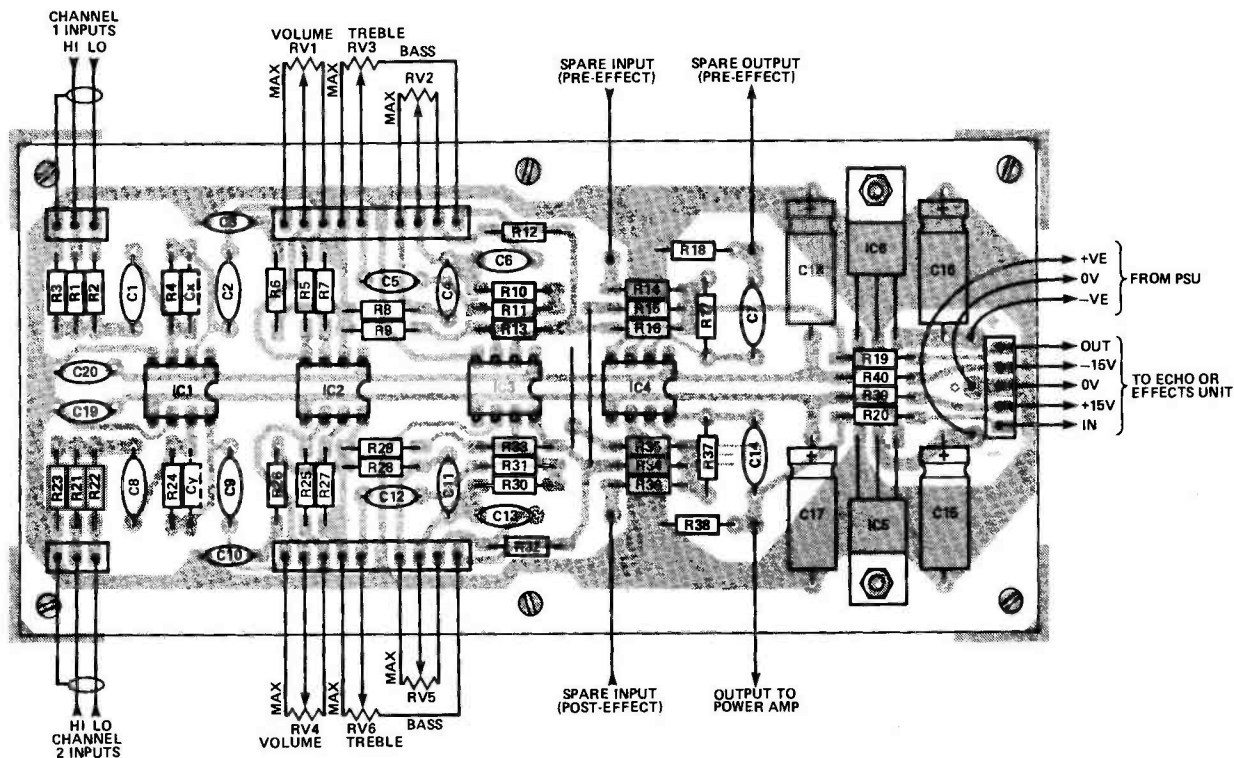 CHANNEL
1 INPUTS
HI LO
VOLUME
RV1
TREBLE
RV3
BASS
RV2
MAX
MAX
MAX
SPARE INPUT
(PRE-EFFECT)
SPARE OUTPUT
(PRE-EFFECT)
R12
R18
C6
C5
C18
IC6
C16
R3
R1
R2
C1
R4
Cx
C2
R6
R5
R7
R8
R9
C4
R10
R11
R13
R14
R15
R16
R17
C7
+VE
0V
-VE
FROM PSU
C20
C19
IC1
IC2
IC3
IC4
R19
R40
R39
R20
OUT
-15V
0V
+15V
IN
TO ECHO OR
EFFECTS UNIT
R23
R21
R22
C8
R24
Cy
C9
R26
R25
R27
R29
R28
C12
C11
R33
R31
R30
C13
R32
R35
R34
R36
R37
C14
R38
C17
IC5
C15
C10
MAX
MAX
MAX
HI LO
CHANNEL
2 INPUTS
RV4
VOLUME
RV6
TREBLE
RV5
BASS
SPARE INPUT
(POST-EFFECT)
OUTPUT TO
POWER AMP